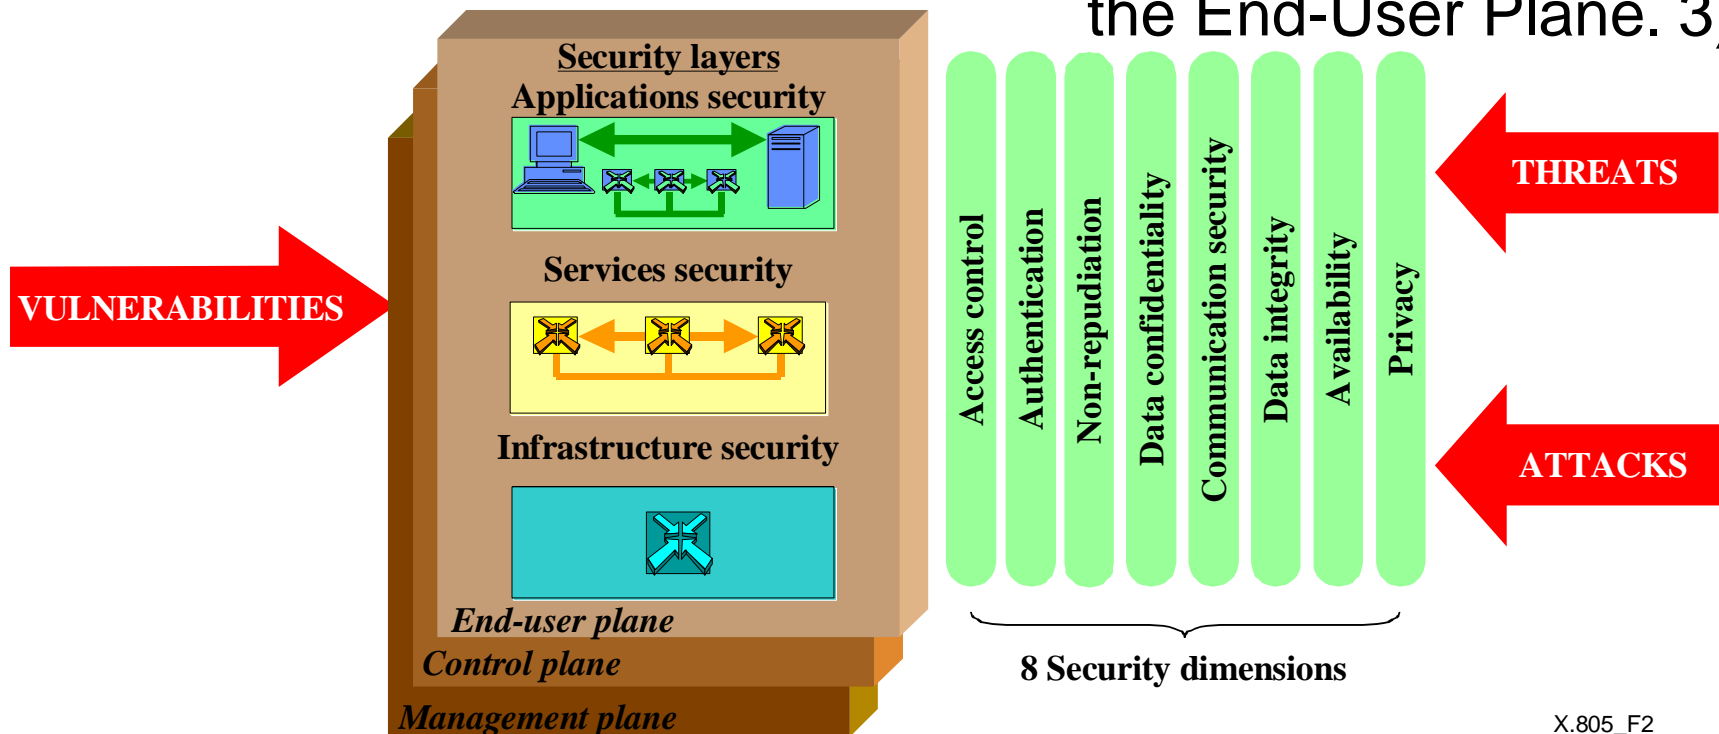 the End-User Plane. 3)
Security layers
Applications security
Services security
Infrastructure security
End-user plane
Control plane
Management plane
VULNERABILITIES
Access control
Authentication
Non-repudiation
Data confidentiality
Communication security
Data integrity
Availability
Privacy
THREATS
ATTACKS
8 Security dimensions
X.805_F2